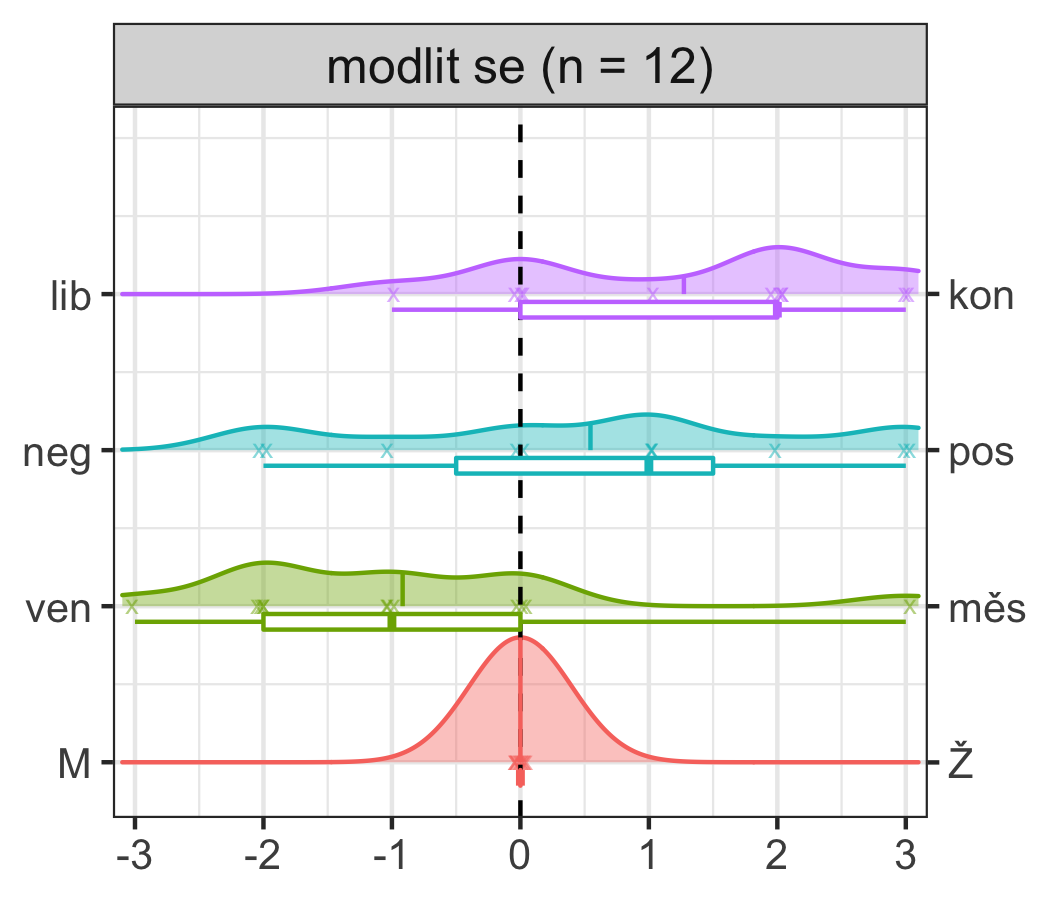 modlit se (n = 12)
lib kon
neg pos
ven měs
M Ž
-3 -2 -1 0 1 2 3